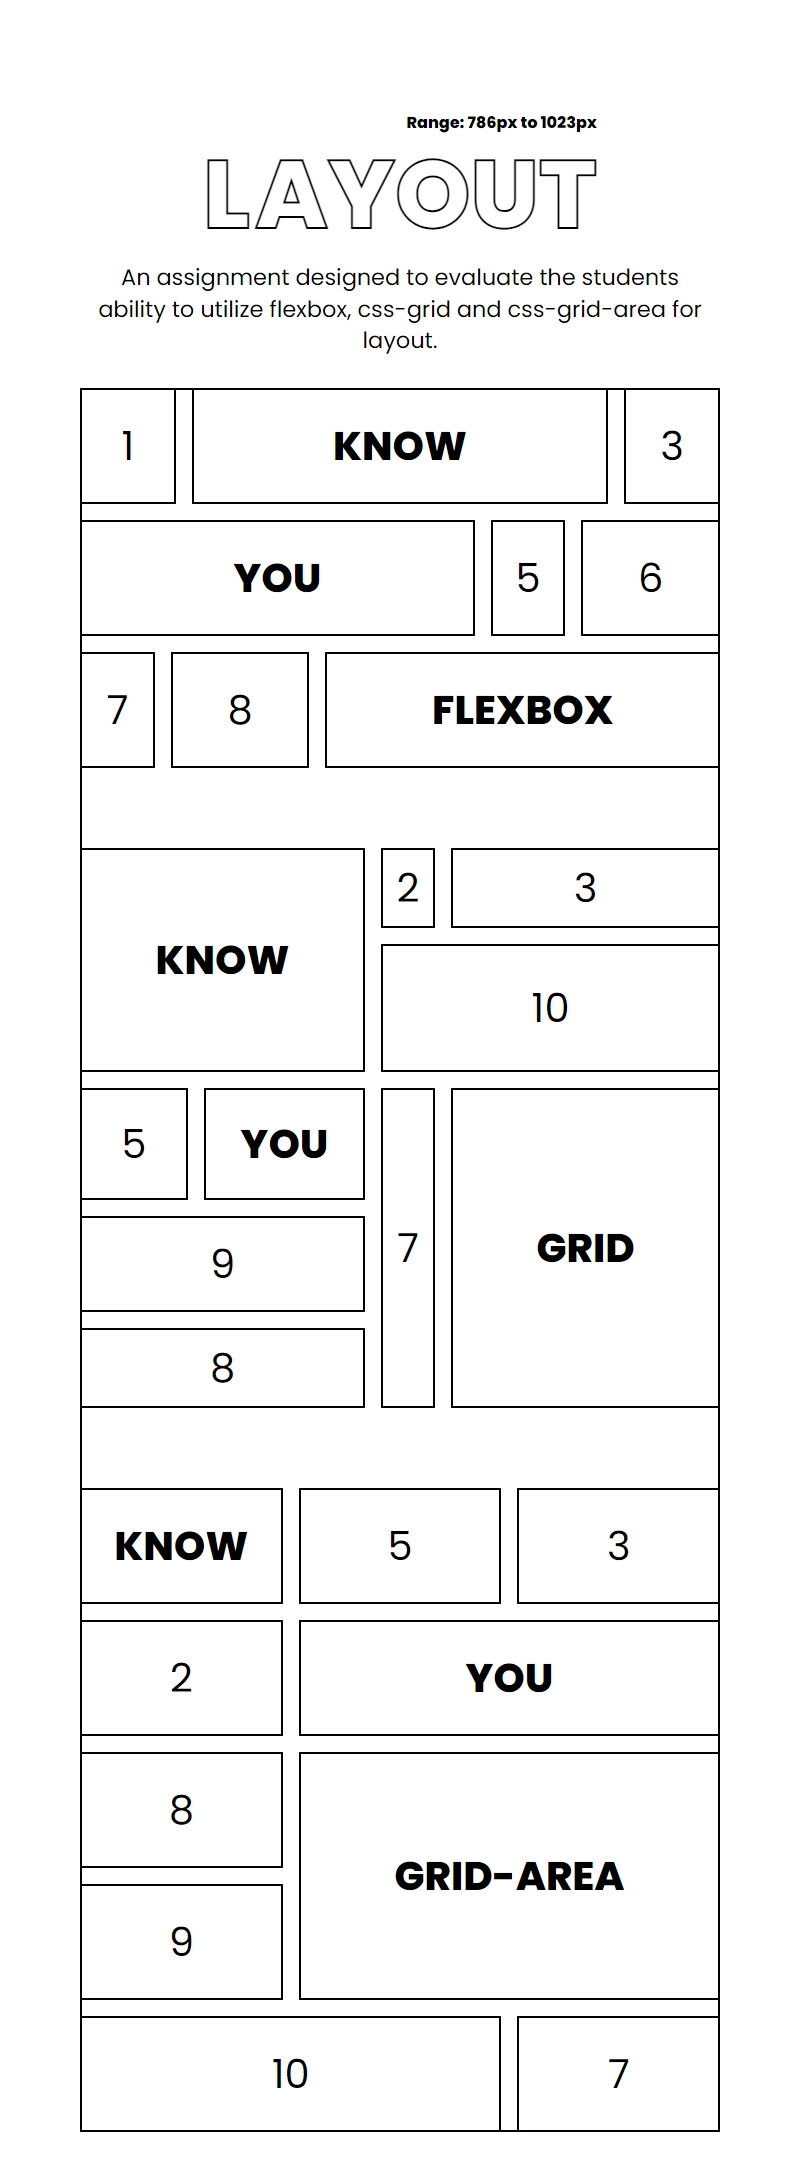 Range: 786px to 1023px
LAYOUT
An assignment designed to evaluate the students
ability to utilize flexbox, css-grid and css-grid-area for
layout.
1 KNOW 3
YOU 5 6
7 8 FLEXBOX
KNOW 2 3
10
5 YOU 7 GRID
9
8
KNOW 5 3
2 YOU
8 GRID-AREA
9
10 7